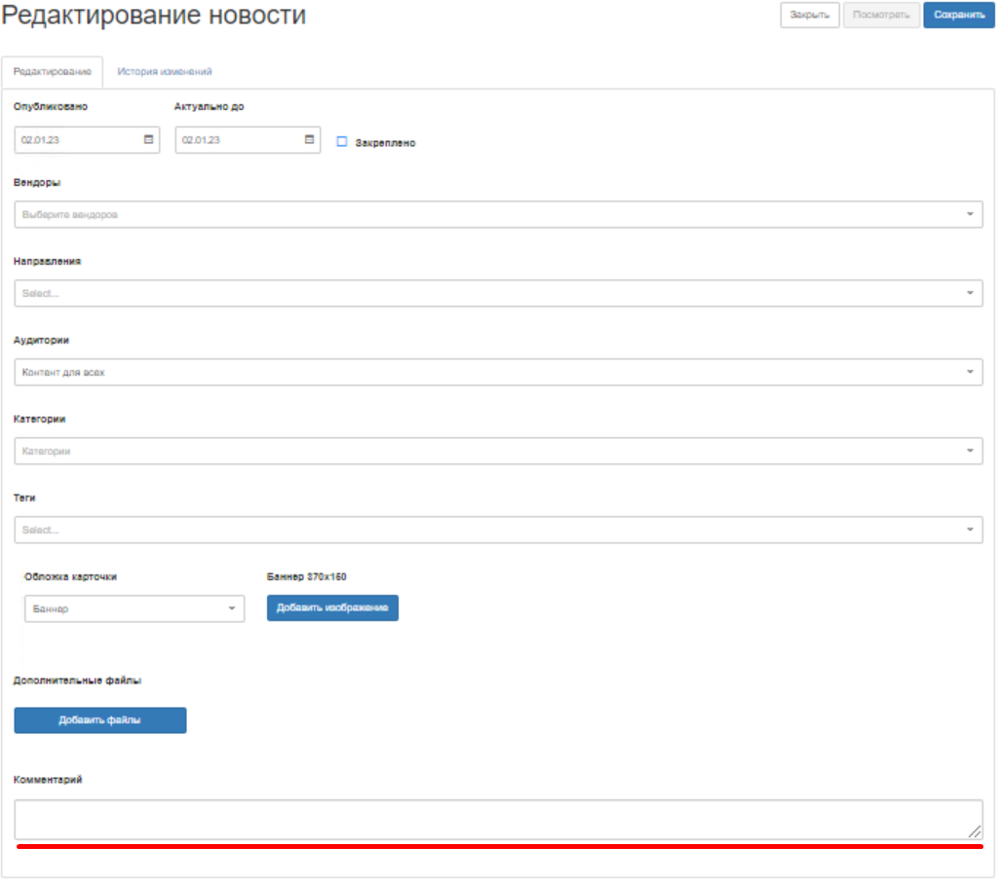 Редактирование новости
Закрыть Посмотреть Сохранить
Редактирование История изменений
Опубликовано Актуально до
02.01.23 02.01.23 Закреплено
Вендоры
Выберите вендоров
Направления
Select...
Аудитории
Контент для всех
Категории
Категории
Теги
Select...
Обложка карточки Баннер 370x150
Баннер Добавить изображение
Дополнительные файлы
Добавить файлы
Комментарий